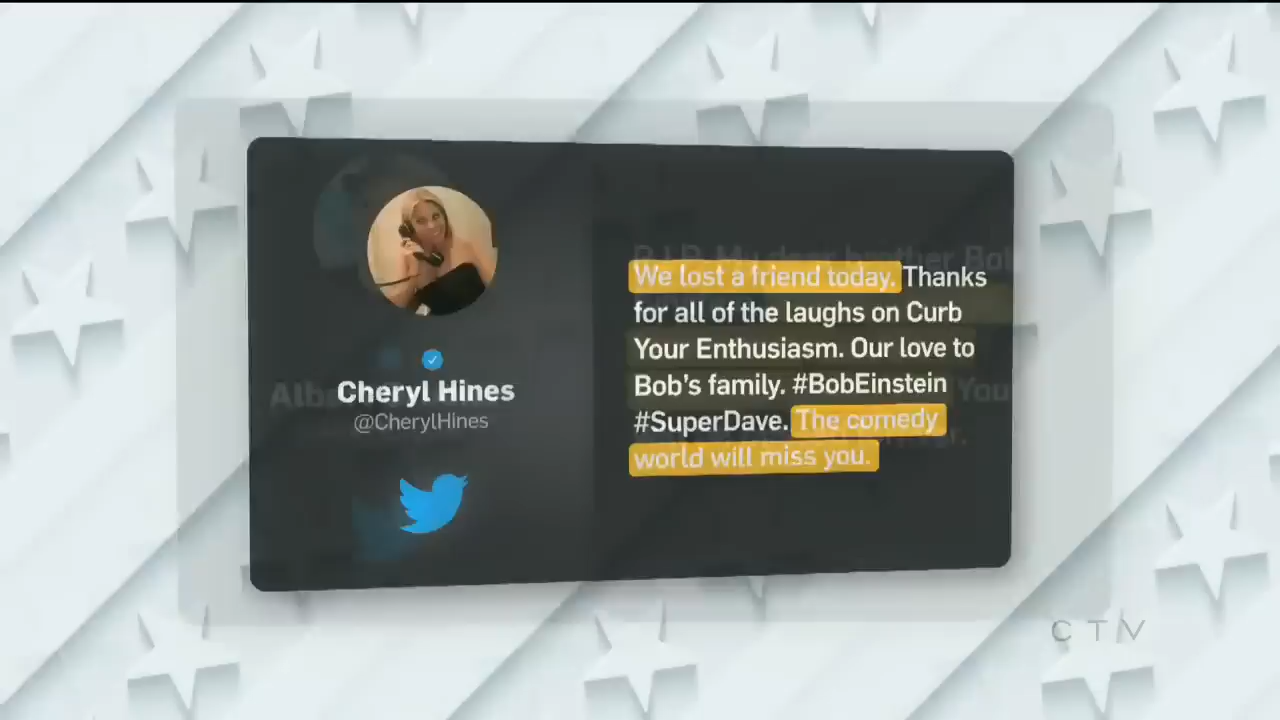 We lost a friend today. Thanks
for all of the laughs on Curb
Your Enthusiasm. Our love to
Bob's family. #BobEinstein
#SuperDave. The comedy
world will miss you.
Cheryl Hines
@CherylHines
CTV